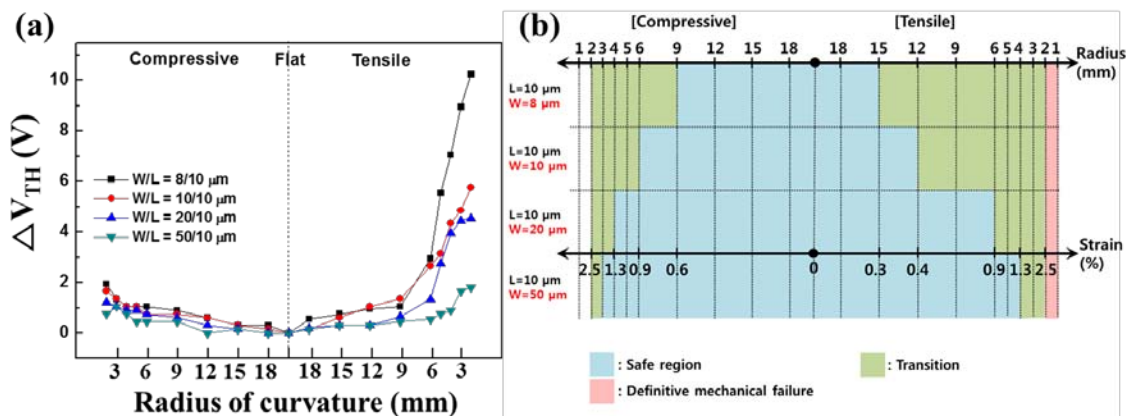 (a)
Compressive Flat Tensile
10
8
6
4
2
0
△V_TH (V)
W/L = 8/10 μm
W/L = 10/10 μm
W/L = 20/10 μm
W/L = 50/10 μm
3 6 9 12 15 18 18 15 12 9 6 3
Radius of curvature (mm)
(b)
[Compressive] [Tensile]
1 2 3 4 5 6 9 12 15 18 18 15 12 9 6 5 4 3 2 1 Radius
(mm)
L=10 μm
W=8 μm
L=10 μm
W=10 μm
L=10 μm
W=20 μm
Strain
(%)
2.5 1.3 0.9 0.6 0 0.3 0.4 0.9 1.3 2.5
L=10 μm
W=50 μm
: Safe region
: Transition
: Definitive mechanical failure